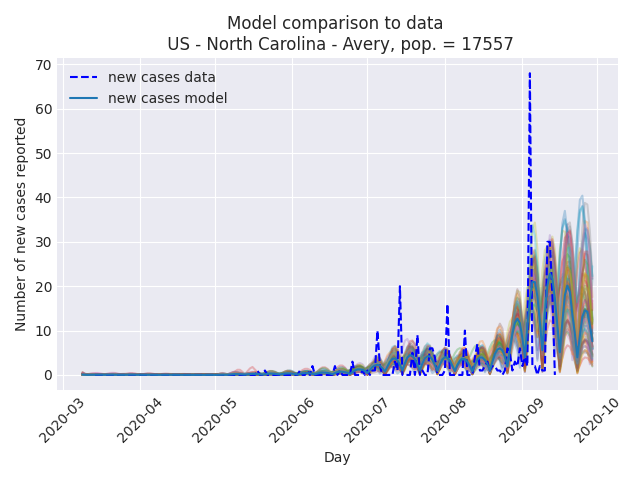 Model comparison to data
US - North Carolina - Avery, pop. = 17557
new cases data
new cases model
Number of new cases reported
70
60
50
40
30
20
10
0
2020-03
2020-04
2020-05
2020-06
2020-07
2020-08
2020-09
2020-10
Day